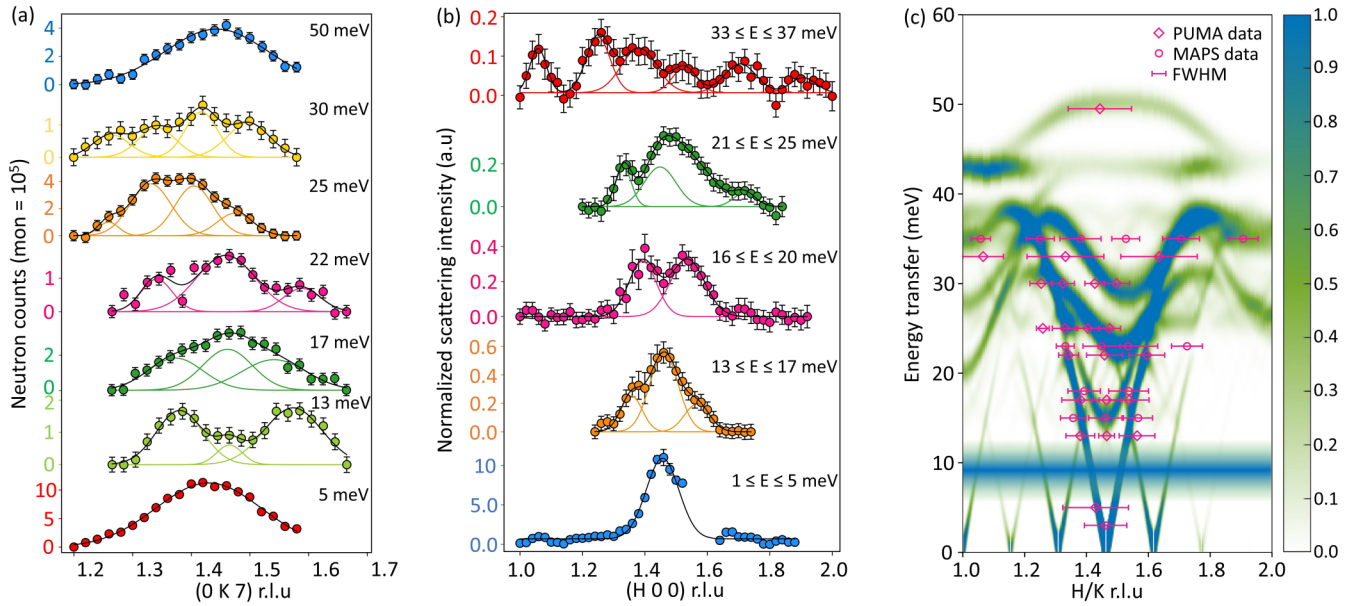 (a)
Neutron counts (mon = 10⁵)
50 meV
4
2
0
30 meV
1
0
25 meV
4
2
0
22 meV
1
0
17 meV
2
0
13 meV
2
1
0
5 meV
10
5
0
1.2 1.3 1.4 1.5 1.6 1.7
(0 K 7) r.l.u
(b)
Normalized scattering intensity (a.u)
33 ≤ E ≤ 37 meV
0.2
0.1
0.0
21 ≤ E ≤ 25 meV
0.2
0.0
16 ≤ E ≤ 20 meV
0.4
0.2
0.0
13 ≤ E ≤ 17 meV
0.6
0.4
0.2
0.0
1 ≤ E ≤ 5 meV
10
5.0
0.0
1.0 1.2 1.4 1.6 1.8 2.0
(H 0 0) r.l.u
(c)
Energy transfer (meV)
60
50
40
30
20
10
0
PUMA data
MAPS data
FWHM
1.0 1.2 1.4 1.6 1.8 2.0
H/K r.l.u
1.0
0.9
0.8
0.7
0.6
0.5
0.4
0.3
0.2
0.1
0.0